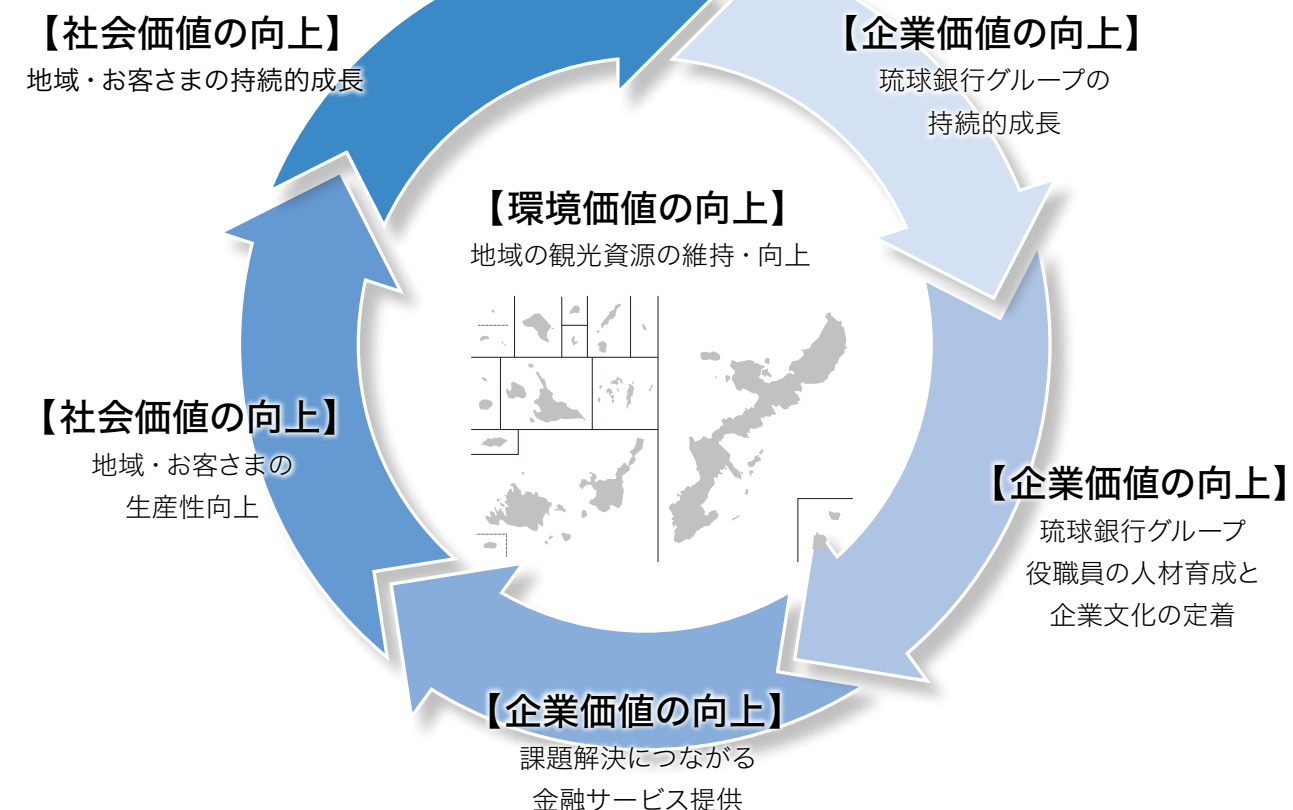 【社会価値の向上】
地域・お客さまの持続的成長
【企業価値の向上】
琉球銀行グループの
持続的成長
【環境価値の向上】
地域の観光資源の維持・向上
【社会価値の向上】
地域・お客さまの
生産性向上
【企業価値の向上】
琉球銀行グループ
役職員の人材育成と
企業文化の定着
【企業価値の向上】
課題解決につながる
金融サービス提供